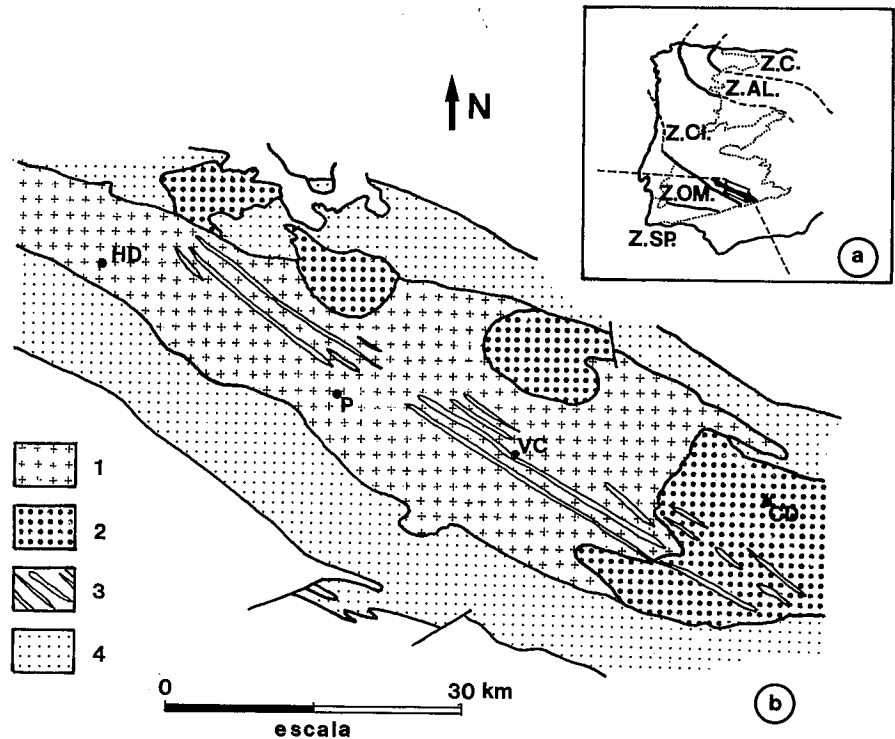 N
Z.C.
Z.AL.
Z.CI.
Z.OM.
Z.SP.
a
HD
P
VC
CD
1
2
3
4
0 30 km
escala
b